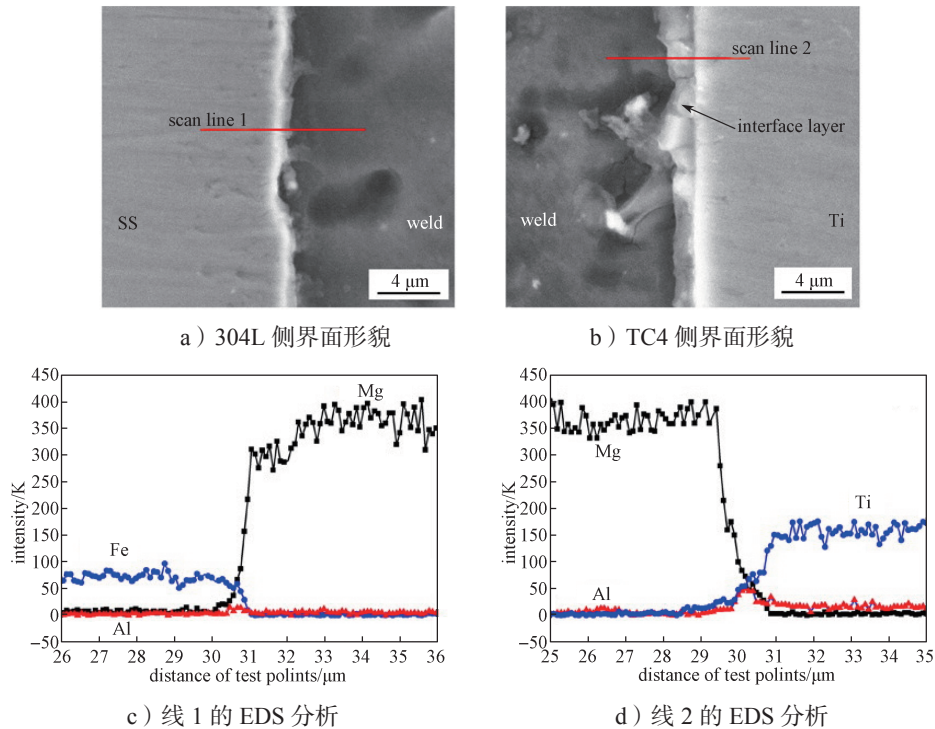 scan line 1
SS
weld
4 μm
a）304L 侧界面形貌
scan line 2
interface layer
weld
Ti
4 μm
b）TC4 侧界面形貌
450
400
350
300
250
200
150
100
50
0
−50
intensity/K
Mg
Fe
Al
26 27 28 29 30 31 32 33 34 35 36
distance of test polints/μm
c）线 1 的 EDS 分析
450
400
350
300
250
200
150
100
50
0
−50
intensity/K
Mg
Ti
Al
25 26 27 28 29 30 31 32 33 34 35
distance of test polints/μm
d）线 2 的 EDS 分析